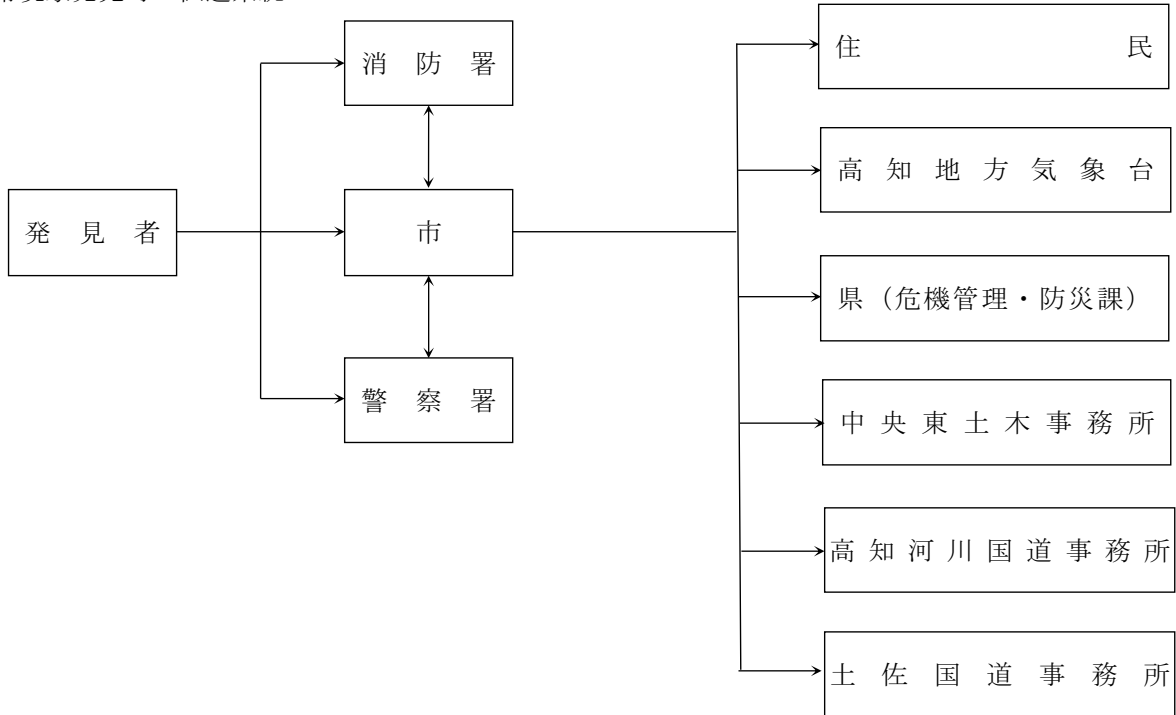 消防署
住民
高知地方気象台
発見者
市
県（危機管理・防災課）
警察署
中央東土木事務所
高知河川国道事務所
土佐国道事務所